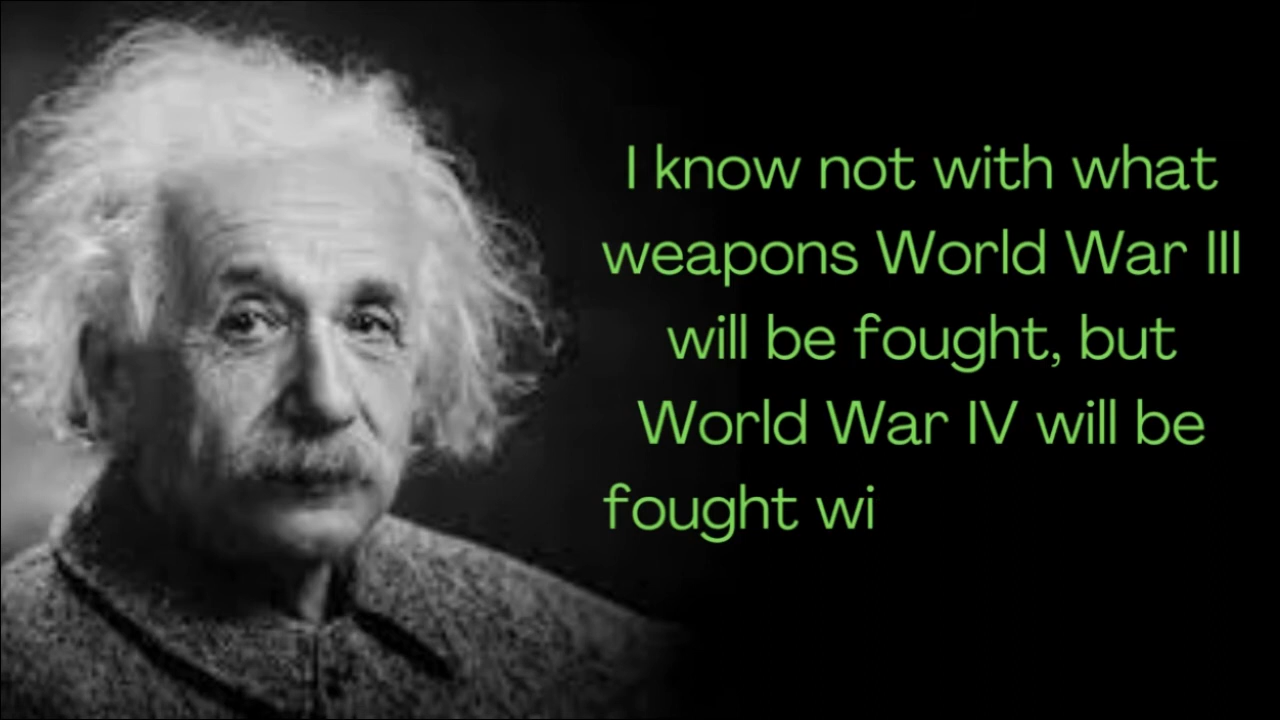 I know not with what
weapons World War III
will be fought, but
World War IV will be
fought wi